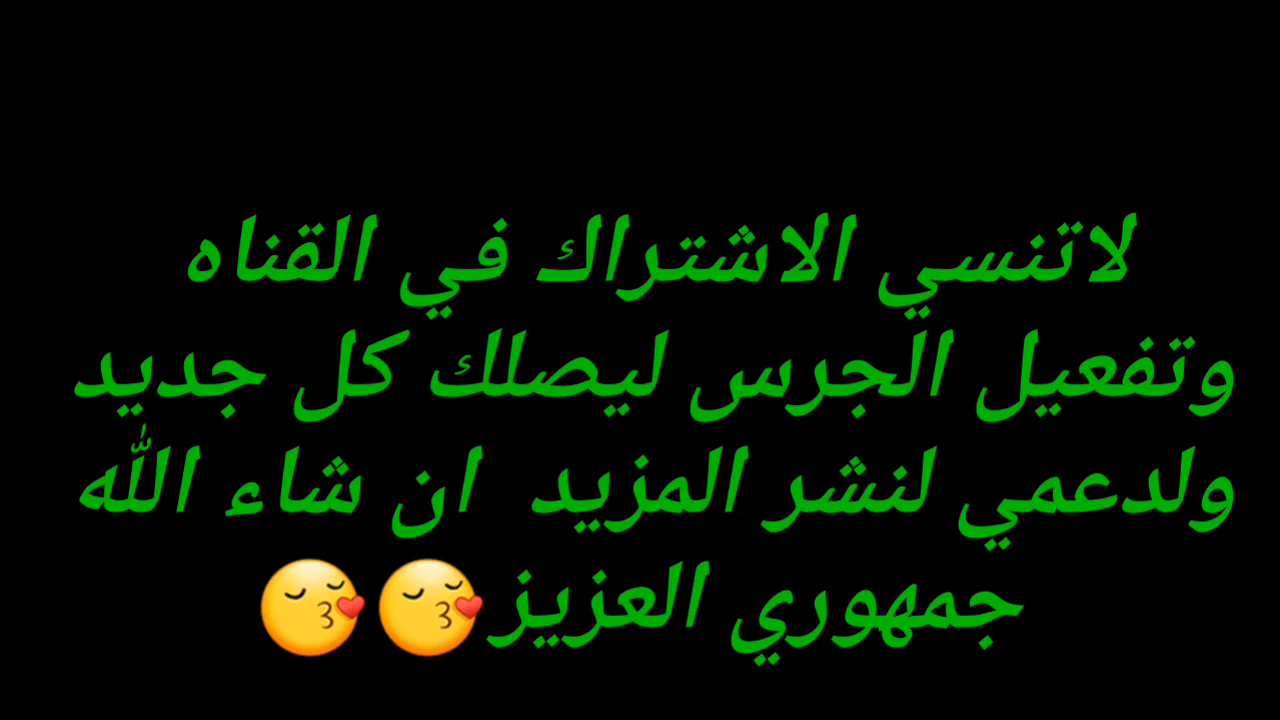 لاتنسي الاشتراك في القناه
وتفعيل الجرس ليصلك كل جديد
ولدعمي لنشر المزيد ان شاء الله
جمهوري العزيز😚😚